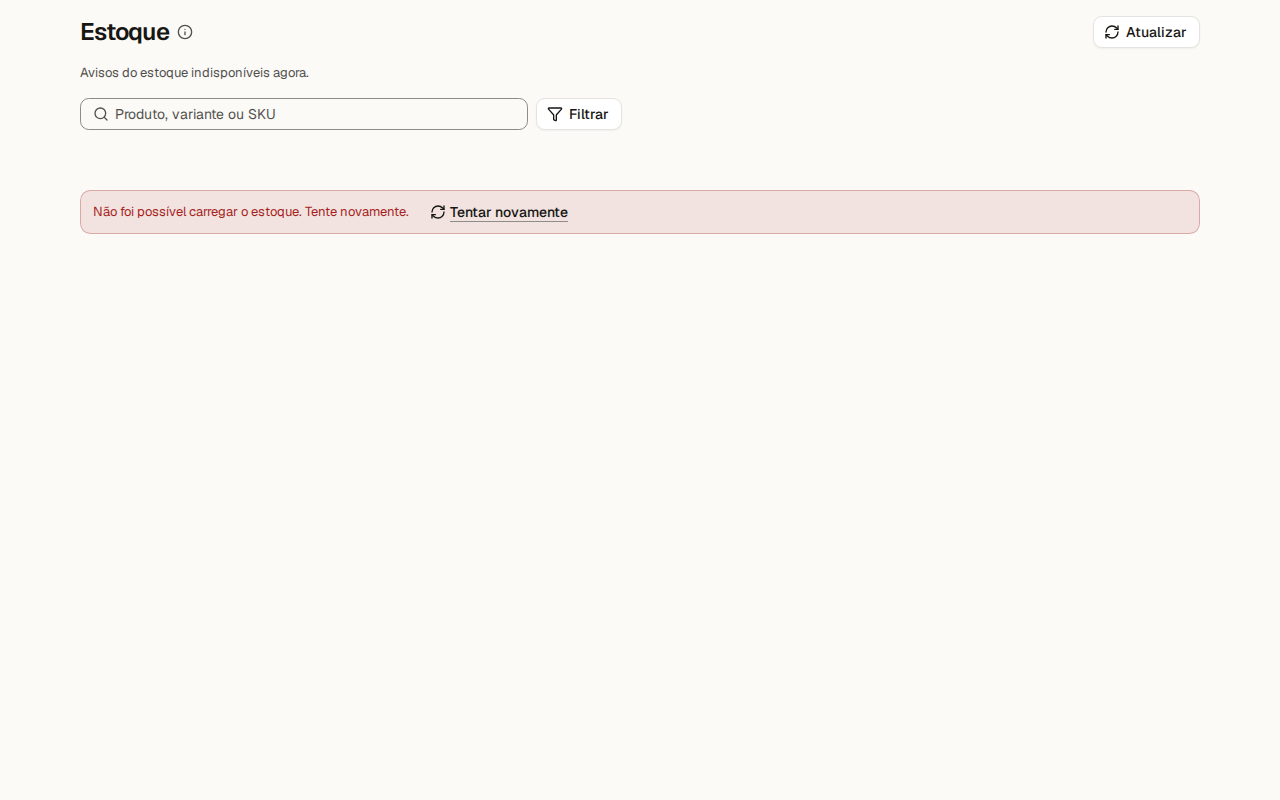 Estoque
Atualizar
Avisos do estoque indisponíveis agora.
Produto, variante ou SKU
Filtrar
Não foi possível carregar o estoque. Tente novamente.
Tentar novamente